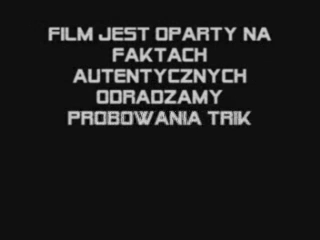 FILM JEST OPARTY NA
FAKTACH
AUTENTYCZNYCH
ODRADZAMY
PROBOWANIA TRIK